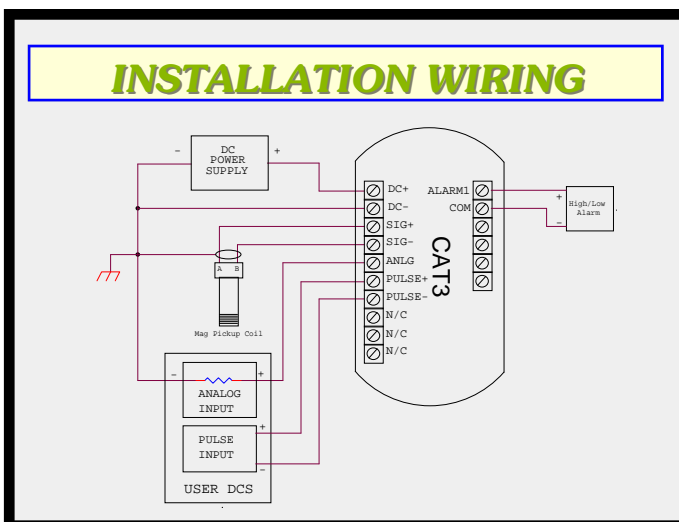 INSTALLATION WIRING
- DC +
POWER
SUPPLY
DC+
DC-
SIG+
SIG-
ANLG
PULSE+
PULSE-
N/C
N/C
N/C
CAT3
ALARM1
COM
+ High/Low
- Alarm
A B
Mag Pickup Coil
- +
ANALOG
INPUT
PULSE +
INPUT
-
USER DCS